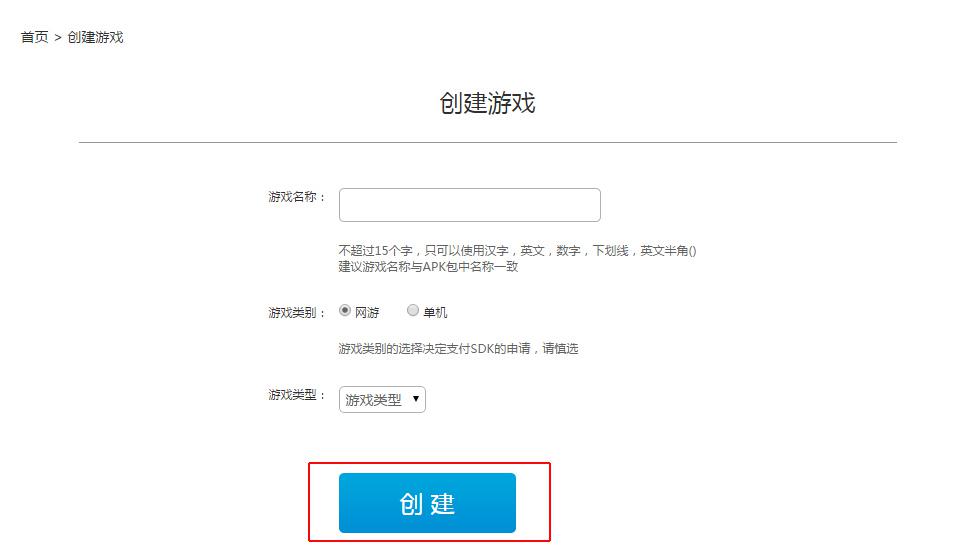 首页 > 创建游戏
创建游戏
游戏名称：
不超过15个字，只可以使用汉字，英文，数字，下划线，英文半角()
建议游戏名称与APK包中名称一致
游戏类别： 网游 单机
游戏类别的选择决定支付SDK的申请，请慎选
游戏类型： 游戏类型
创 建